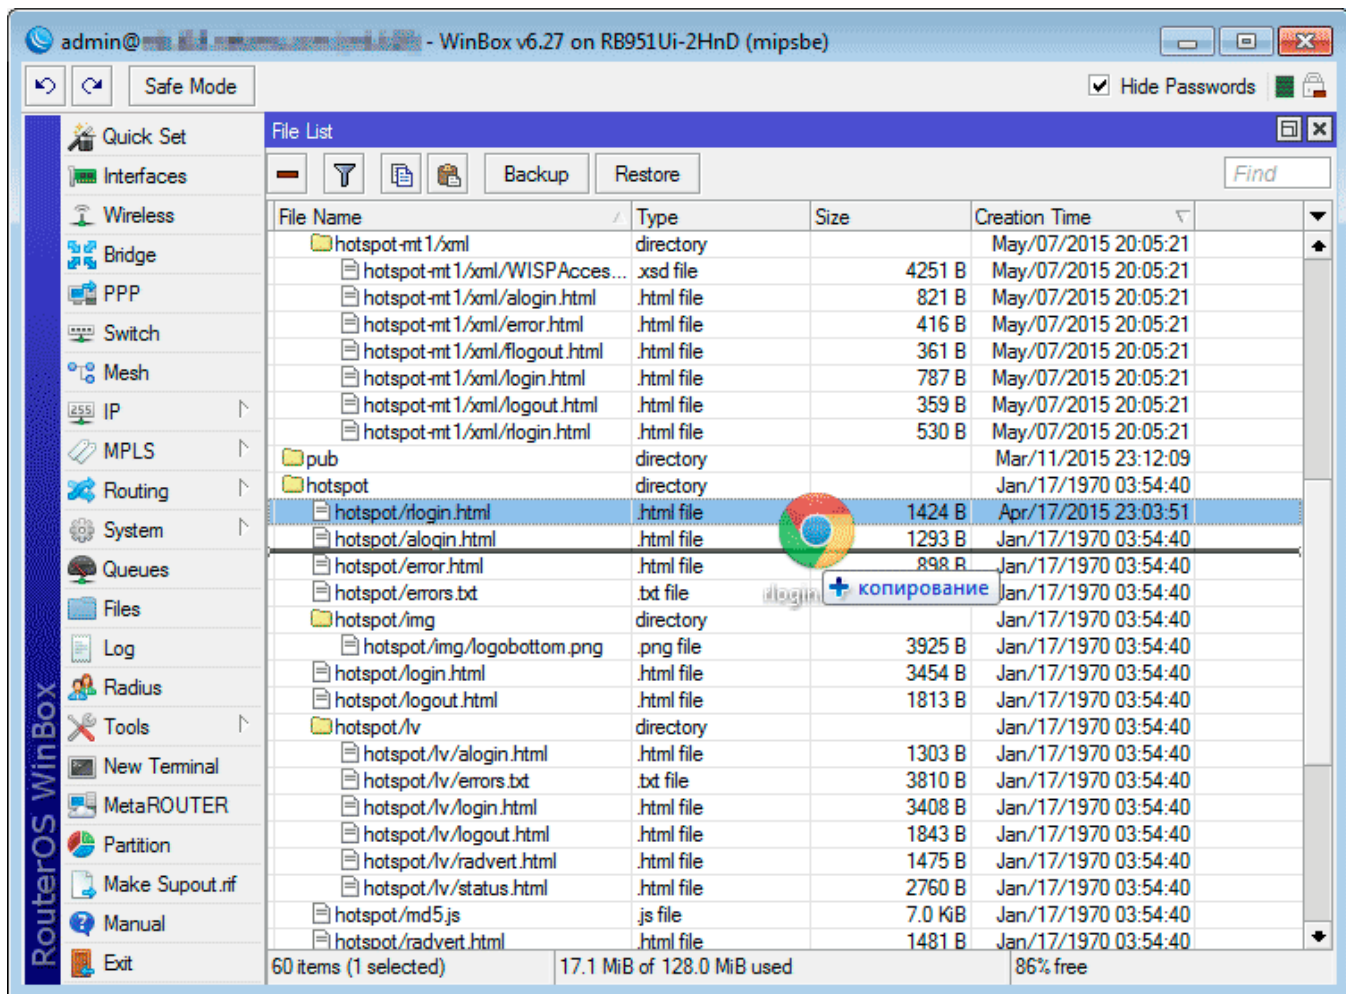 admin@ - WinBox v6.27 on RB951Ui-2HnD (mipsbe)
Safe Mode
Hide Passwords
Quick Set
Interfaces
Wireless
Bridge
PPP
Switch
Mesh
255 IP
MPLS
Routing
System
Queues
Files
Log
Radius
Tools
New Terminal
MetaROUTER
Partition
Make Supout.rif
Manual
Exit
RouterOS WinBox
File List
Backup Restore Find
File Name Type Size Creation Time
hotspot-mt1/xml directory May/07/2015 20:05:21
hotspot-mt1/xml/WISPAcces... .xsd file 4251 B May/07/2015 20:05:21
hotspot-mt1/xml/alogin.html .html file 821 B May/07/2015 20:05:21
hotspot-mt1/xml/error.html .html file 416 B May/07/2015 20:05:21
hotspot-mt1/xml/flogout.html .html file 361 B May/07/2015 20:05:21
hotspot-mt1/xml/login.html .html file 787 B May/07/2015 20:05:21
hotspot-mt1/xml/logout.html .html file 359 B May/07/2015 20:05:21
hotspot-mt1/xml/rlogin.html .html file 530 B May/07/2015 20:05:21
pub directory Mar/11/2015 23:12:09
hotspot directory Jan/17/1970 03:54:40
hotspot/rlogin.html .html file 1424 B Apr/17/2015 23:03:51
hotspot/alogin.html .html file 1293 B Jan/17/1970 03:54:40
hotspot/error.html .html file 898 B Jan/17/1970 03:54:40
hotspot/errors.txt .txt file Jan/17/1970 03:54:40
rlogin
копирование
hotspot/img directory Jan/17/1970 03:54:40
hotspot/img/logobottom.png .png file 3925 B Jan/17/1970 03:54:40
hotspot/login.html .html file 3454 B Jan/17/1970 03:54:40
hotspot/logout.html .html file 1813 B Jan/17/1970 03:54:40
hotspot/lv directory Jan/17/1970 03:54:40
hotspot/lv/alogin.html .html file 1303 B Jan/17/1970 03:54:40
hotspot/lv/errors.txt .txt file 3810 B Jan/17/1970 03:54:40
hotspot/lv/login.html .html file 3408 B Jan/17/1970 03:54:40
hotspot/lv/logout.html .html file 1843 B Jan/17/1970 03:54:40
hotspot/lv/radvert.html .html file 1475 B Jan/17/1970 03:54:40
hotspot/lv/status.html .html file 2760 B Jan/17/1970 03:54:40
hotspot/md5.js .js file 7.0 KiB Jan/17/1970 03:54:40
hotspot/radvert.html .html file 1481 B Jan/17/1970 03:54:40
60 items (1 selected) 17.1 MiB of 128.0 MiB used 86% free